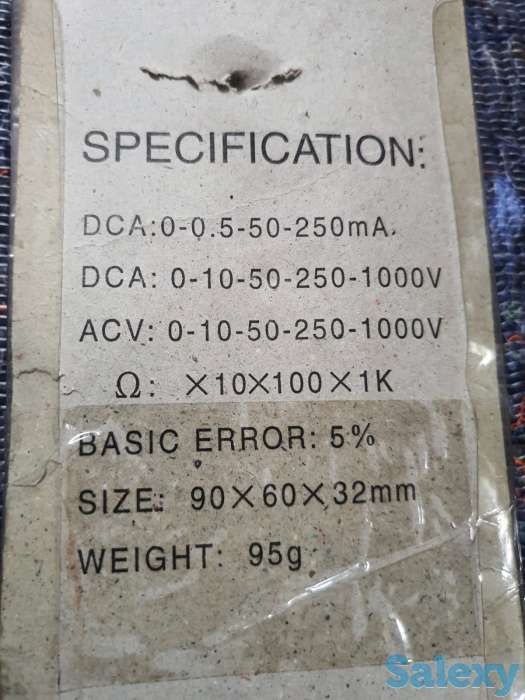 SPECIFICATION:
DCA:0-0.5-50-250mA.
DCA: 0-10-50-250-1000V
ACV: 0-10-50-250-1000V
Ω: ×10×100×1K
BASIC ERROR: 5%
SIZE: 90×60×32mm
WEIGHT: 95g
Salexy